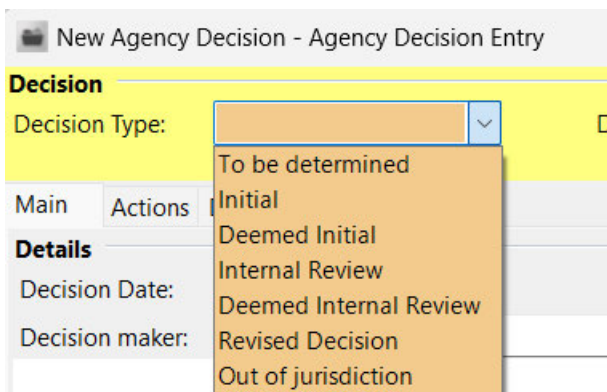 New Agency Decision - Agency Decision Entry
Decision
Decision Type:
To be determined
Initial
Deemed Initial
Internal Review
Deemed Internal Review
Revised Decision
Out of jurisdiction
Main Actions
Details
Decision Date:
Decision maker: